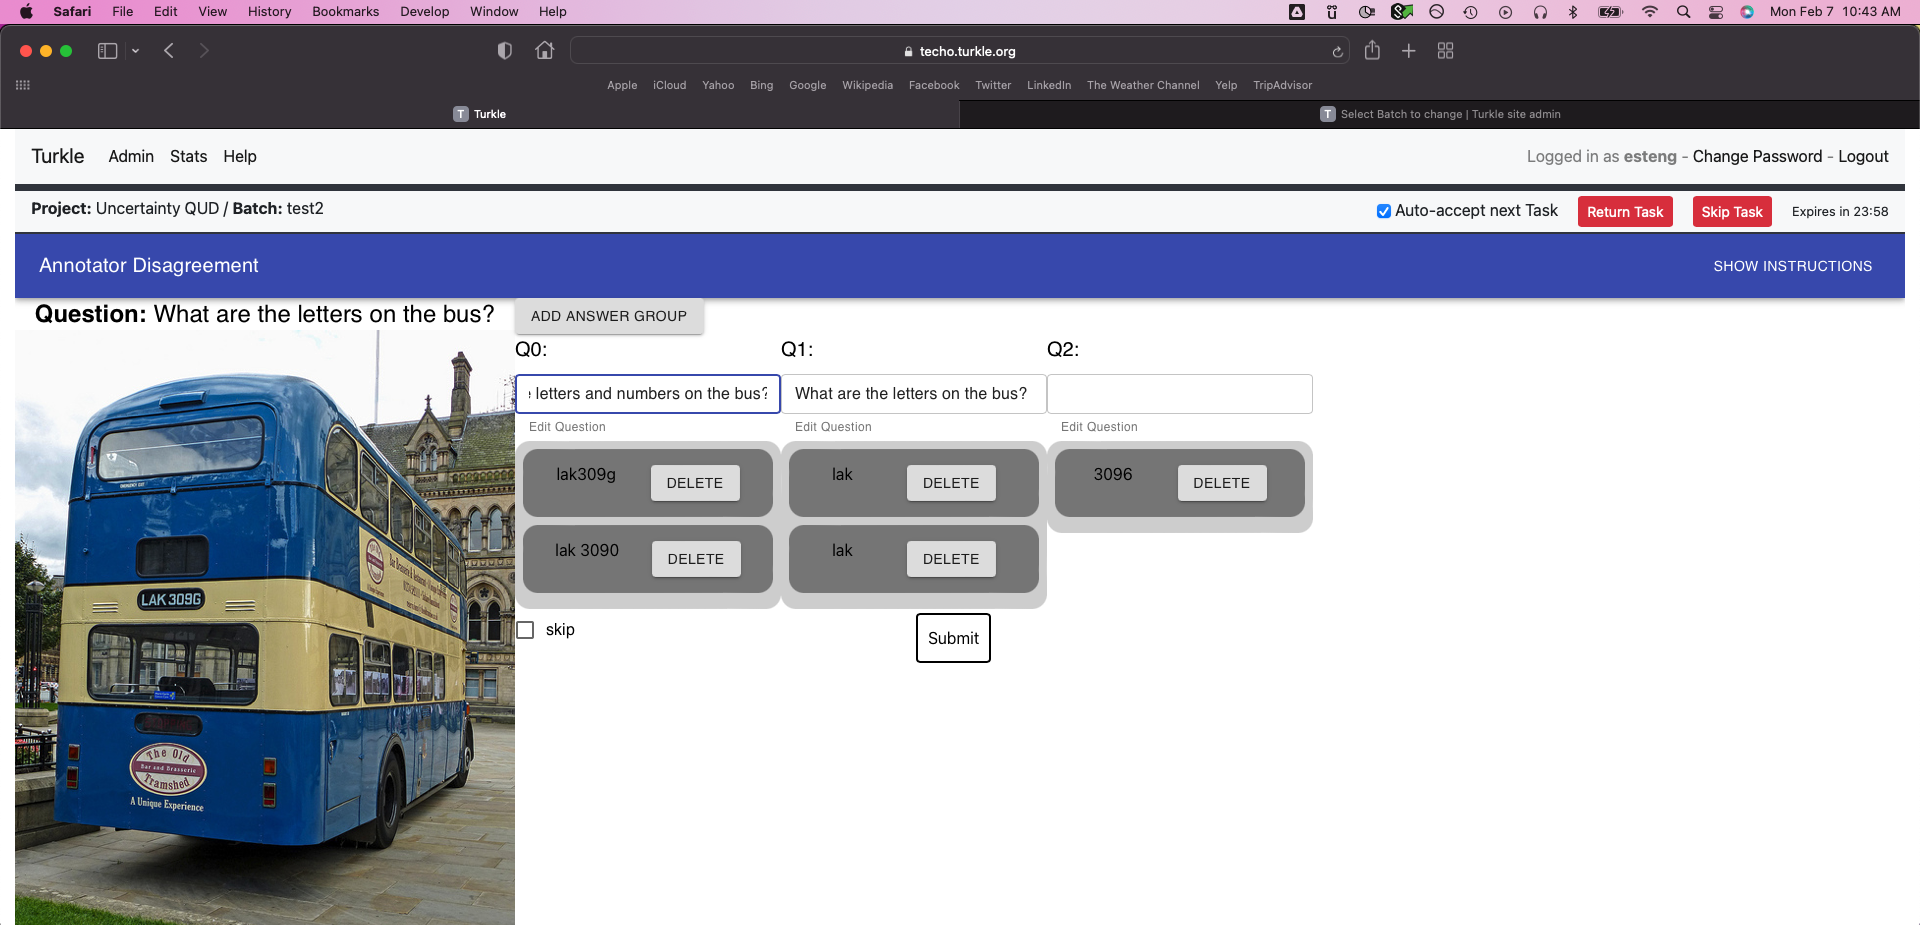 Safari File Edit View History Bookmarks Develop Window Help Mon Feb 7 10:43 AM
techo.turkle.org
Apple iCloud Yahoo Bing Google Wikipedia Facebook Twitter LinkedIn The Weather Channel Yelp TripAdvisor
T Turkle T Select Batch to change | Turkle site admin
Turkle Admin Stats Help Logged in as esteng - Change Password - Logout
Project: Uncertainty QUD / Batch: test2 Auto-accept next Task Return Task Skip Task Expires in 23:58
Annotator Disagreement SHOW INSTRUCTIONS
Question: What are the letters on the bus? ADD ANSWER GROUP
Q0: Q1: Q2:
letters and numbers on the bus? What are the letters on the bus?
Edit Question Edit Question Edit Question
lak309g DELETE lak DELETE 3096 DELETE
lak 3090 DELETE lak DELETE
skip Submit
EMERGENCY EXIT
LAK 309G
The Old
Bar and Brasserie
Tramshed
A Unique Experience